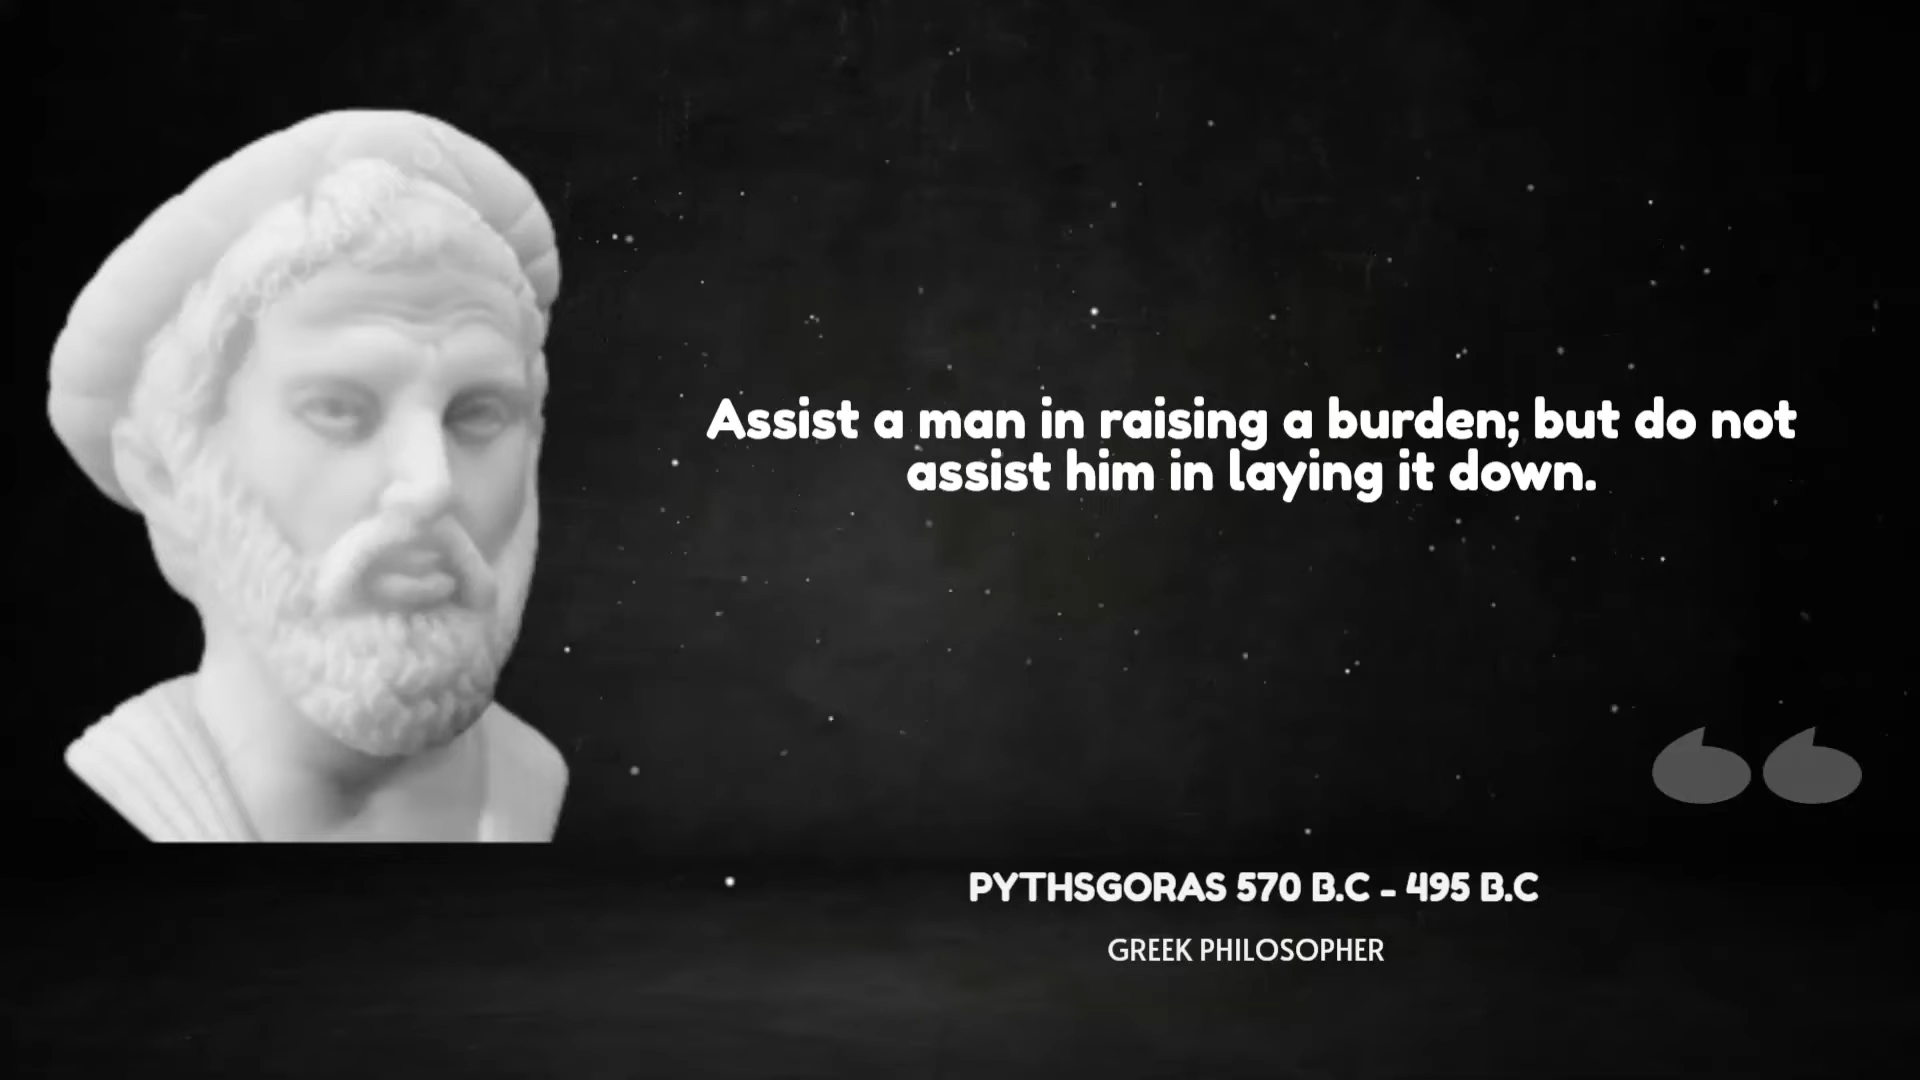 Assist a man in raising a burden; but do not
assist him in laying it down.
PYTHSGORAS 570 B.C - 495 B.C
GREEK PHILOSOPHER